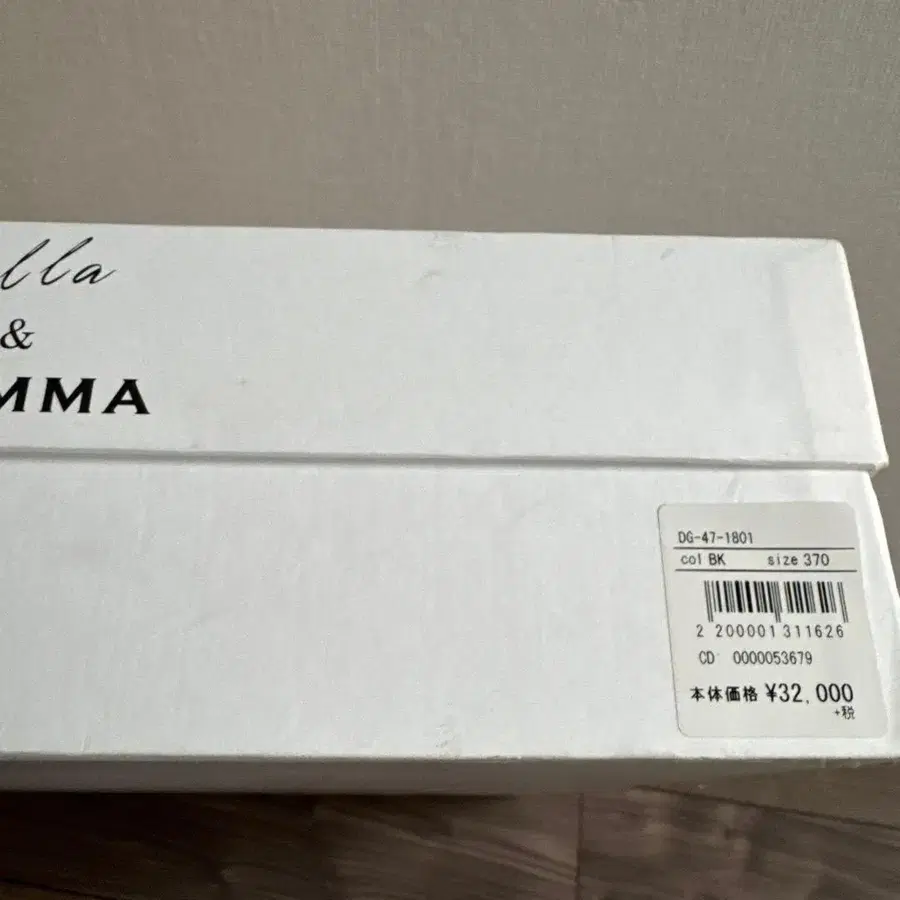 lla
&
MMA
DG-47-1801
col BK size 370
2 200001 311626
CD 0000053679
本体価格 ¥32,000
+税